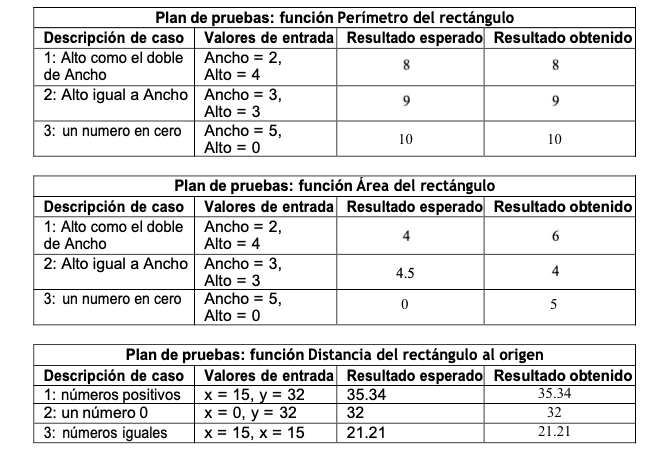 Plan de pruebas: función Perímetro del rectángulo
Descripción de caso Valores de entrada Resultado esperado Resultado obtenido
1: Alto como el doble de Ancho Ancho = 2, Alto = 4 8 8
2: Alto igual a Ancho Ancho = 3, Alto = 3 9 9
3: un numero en cero Ancho = 5, Alto = 0 10 10
Plan de pruebas: función Área del rectángulo
Descripción de caso Valores de entrada Resultado esperado Resultado obtenido
1: Alto como el doble de Ancho Ancho = 2, Alto = 4 4 6
2: Alto igual a Ancho Ancho = 3, Alto = 3 4.5 4
3: un numero en cero Ancho = 5, Alto = 0 0 5
Plan de pruebas: función Distancia del rectángulo al origen
Descripción de caso Valores de entrada Resultado esperado Resultado obtenido
1: números positivos x = 15, y = 32 35.34 35.34
2: un número 0 x = 0, y = 32 32 32
3: números iguales x = 15, x = 15 21.21 21.21